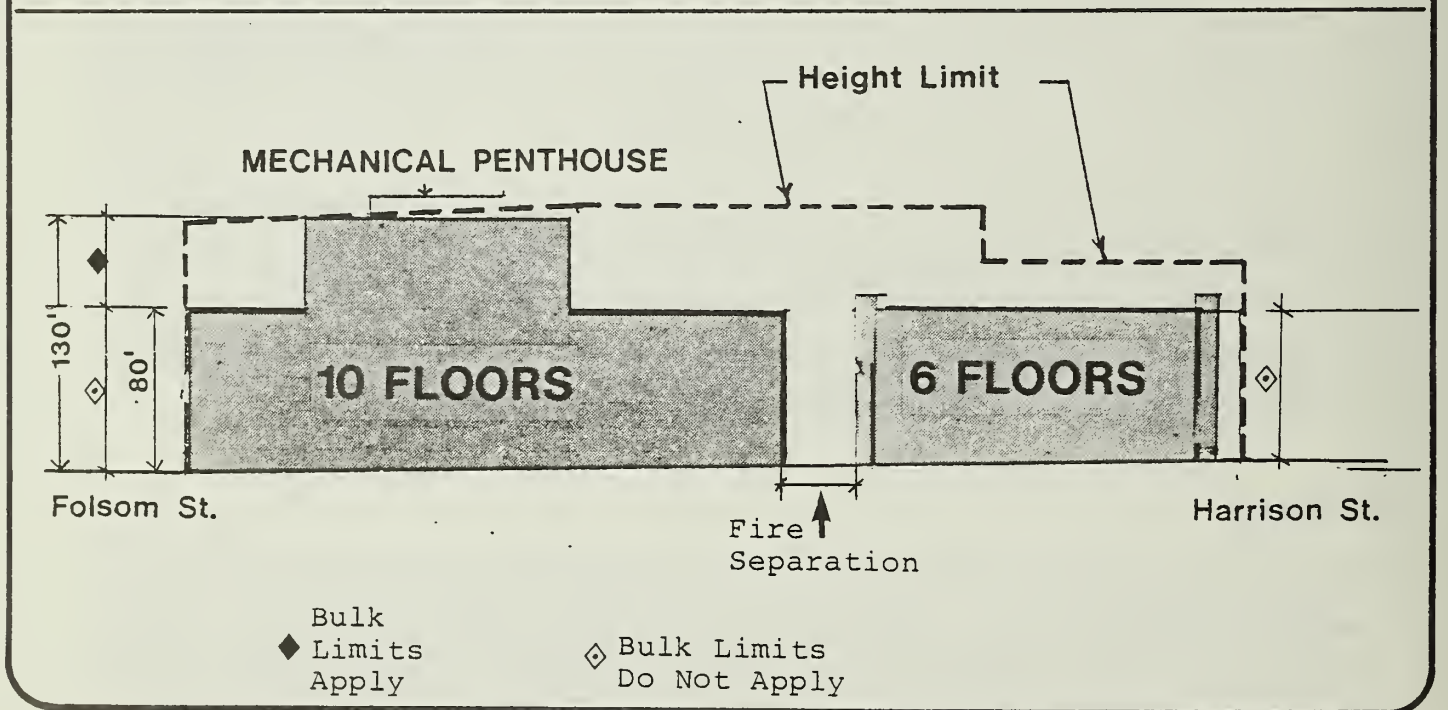 Height Limit
MECHANICAL PENTHOUSE
130'
80'
10 FLOORS
6 FLOORS
Folsom St.
Harrison St.
Fire
Separation
Bulk
Limits
Apply
Bulk Limits
Do Not Apply